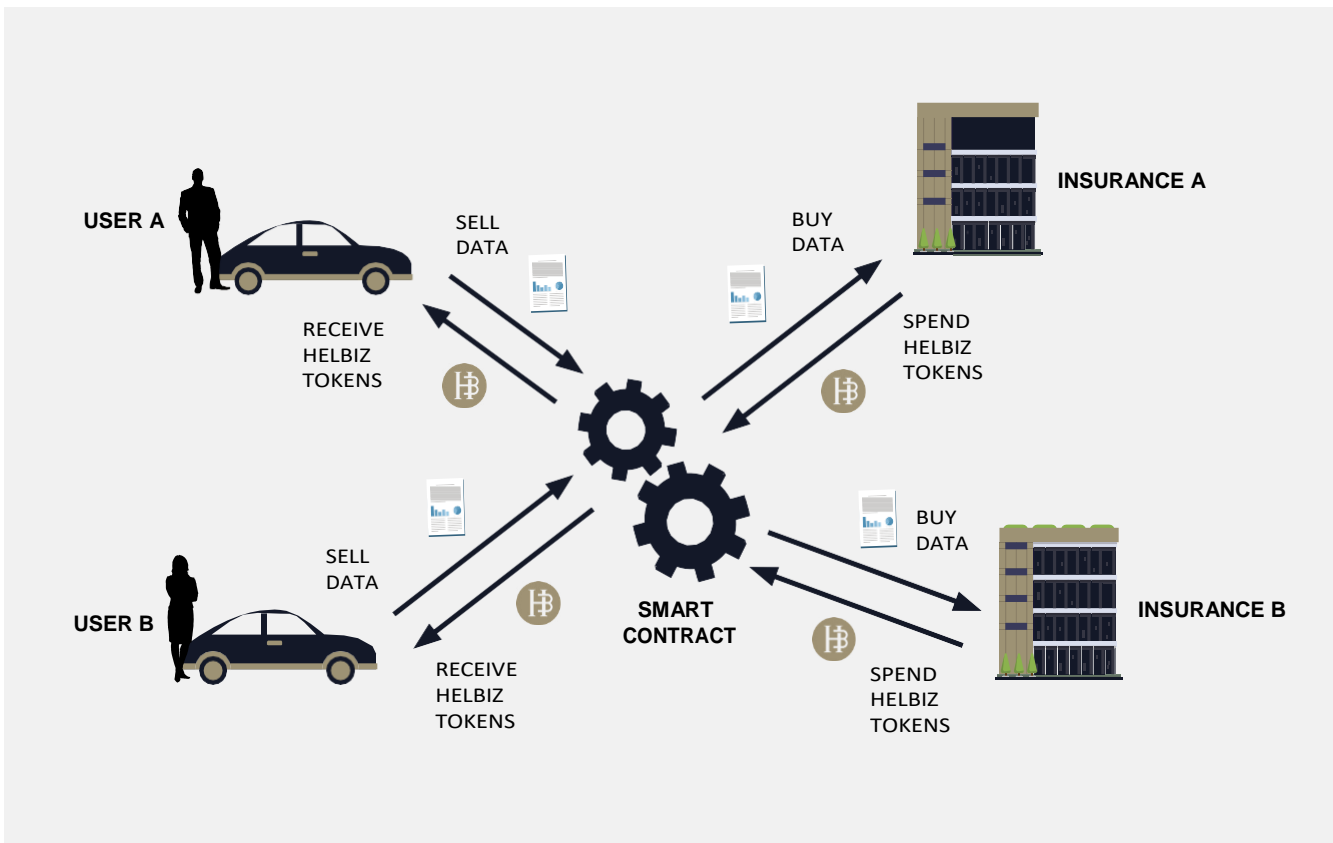 USER A
SELL
DATA
RECEIVE
HELBIZ
TOKENS
BUY
DATA
INSURANCE A
SPEND
HELBIZ
TOKENS
USER B
SELL
DATA
RECEIVE
HELBIZ
TOKENS
SMART
CONTRACT
BUY
DATA
INSURANCE B
SPEND
HELBIZ
TOKENS